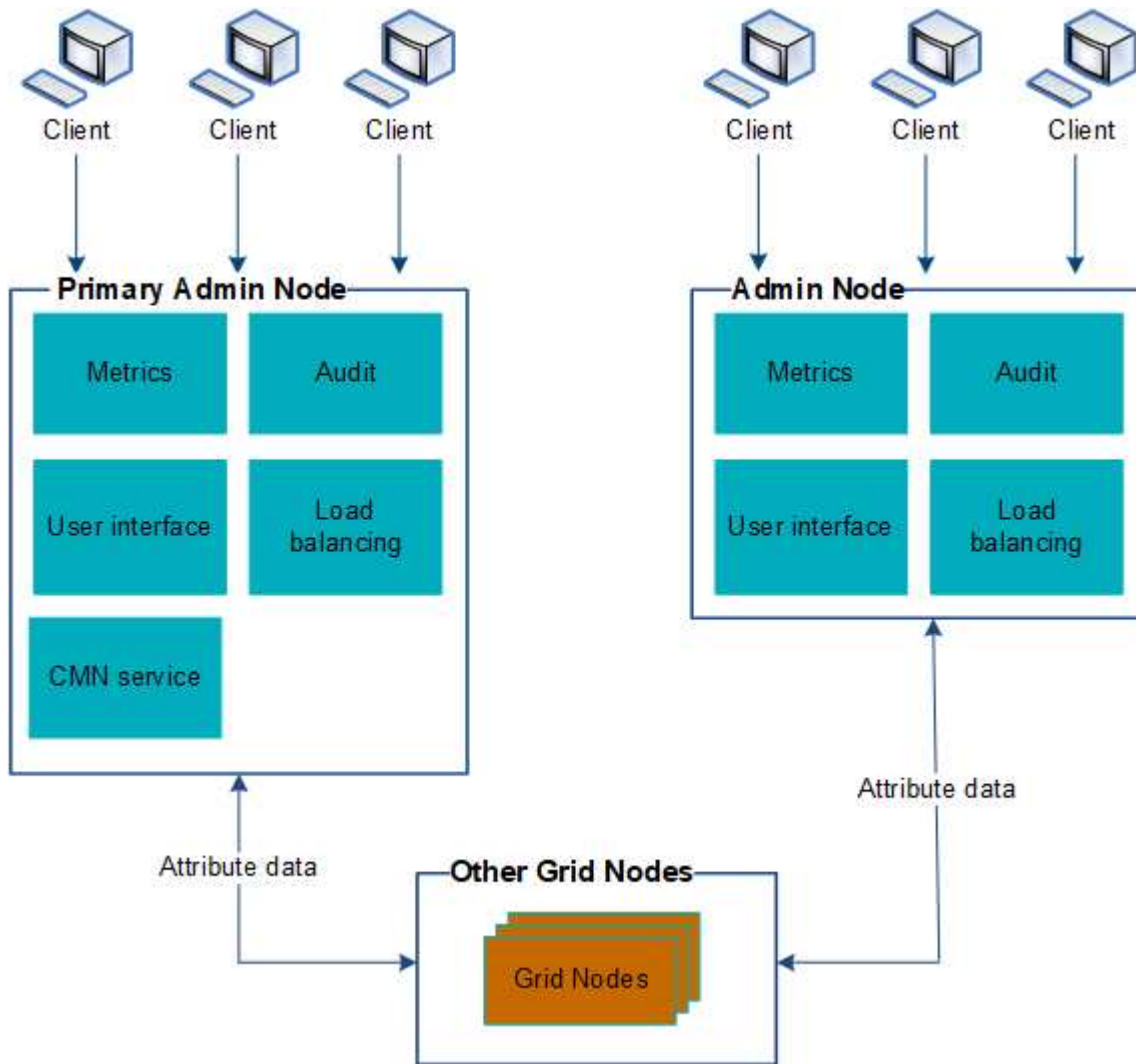 Client
Client
Client
Client
Client
Client
Primary Admin Node
Metrics
Audit
User interface
Load
balancing
CMN service
Admin Node
Metrics
Audit
User interface
Load
balancing
Attribute data
Attribute data
Other Grid Nodes
Grid Nodes